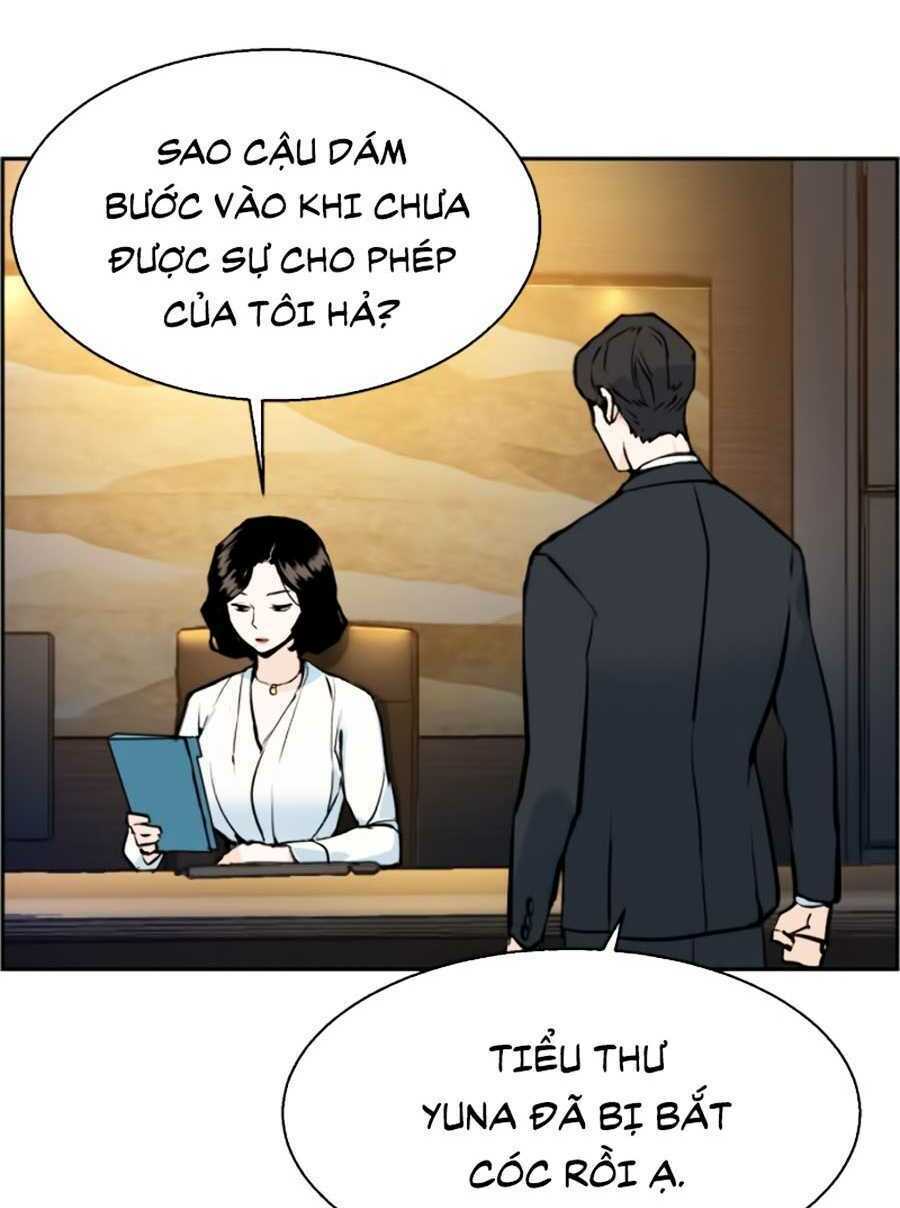 SAO CẬU DÁM
BƯỚC VÀO KHI CHƯA
ĐƯỢC SỰ CHO PHÉP
CỦA TÔI HẢ?
TIỂU THƯ
YUNA ĐÃ BỊ BẮT
CÓC RỒI Ạ.